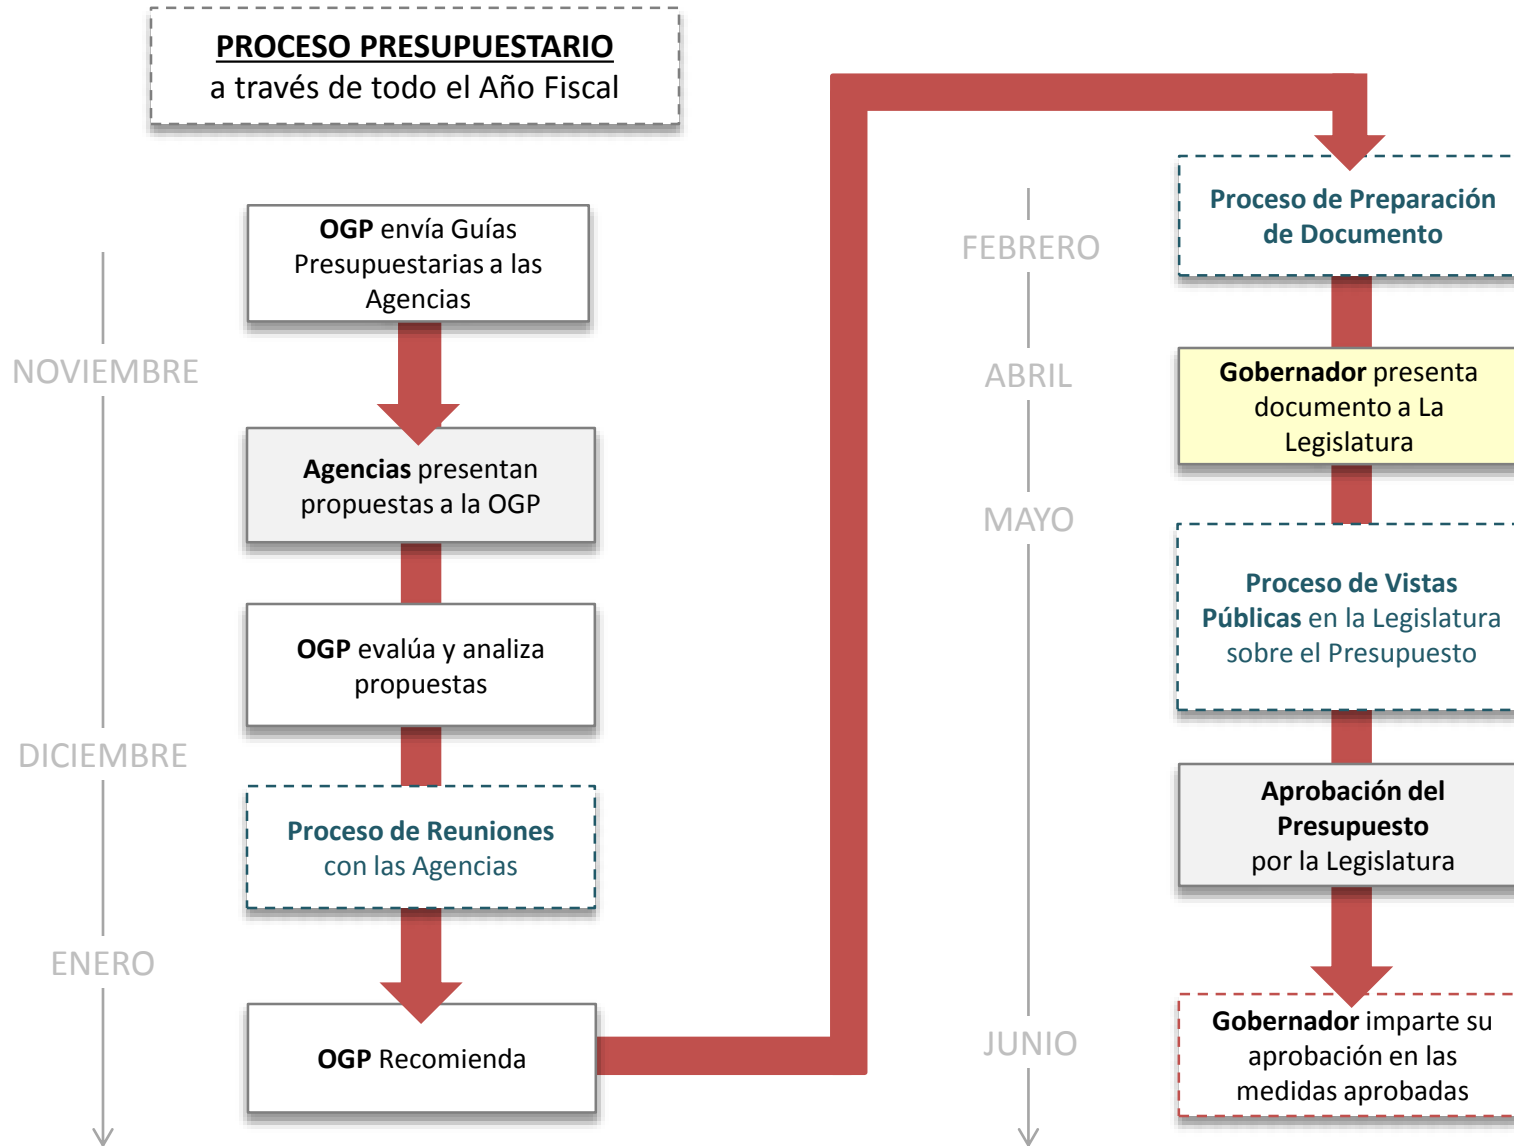 PROCESO PRESUPUESTARIO
a través de todo el Año Fiscal
NOVIEMBRE
DICIEMBRE
ENERO
OGP envía Guías
Presupuestarias a las
Agencias
Agencias presentan
propuestas a la OGP
OGP evalúa y analiza
propuestas
Proceso de Reuniones
con las Agencias
OGP Recomienda
FEBRERO
ABRIL
MAYO
JUNIO
Proceso de Preparación
de Documento
Gobernador presenta
documento a La
Legislatura
Proceso de Vistas
Públicas en la Legislatura
sobre el Presupuesto
Aprobación del
Presupuesto
por la Legislatura
Gobernador imparte su
aprobación en las
medidas aprobadas